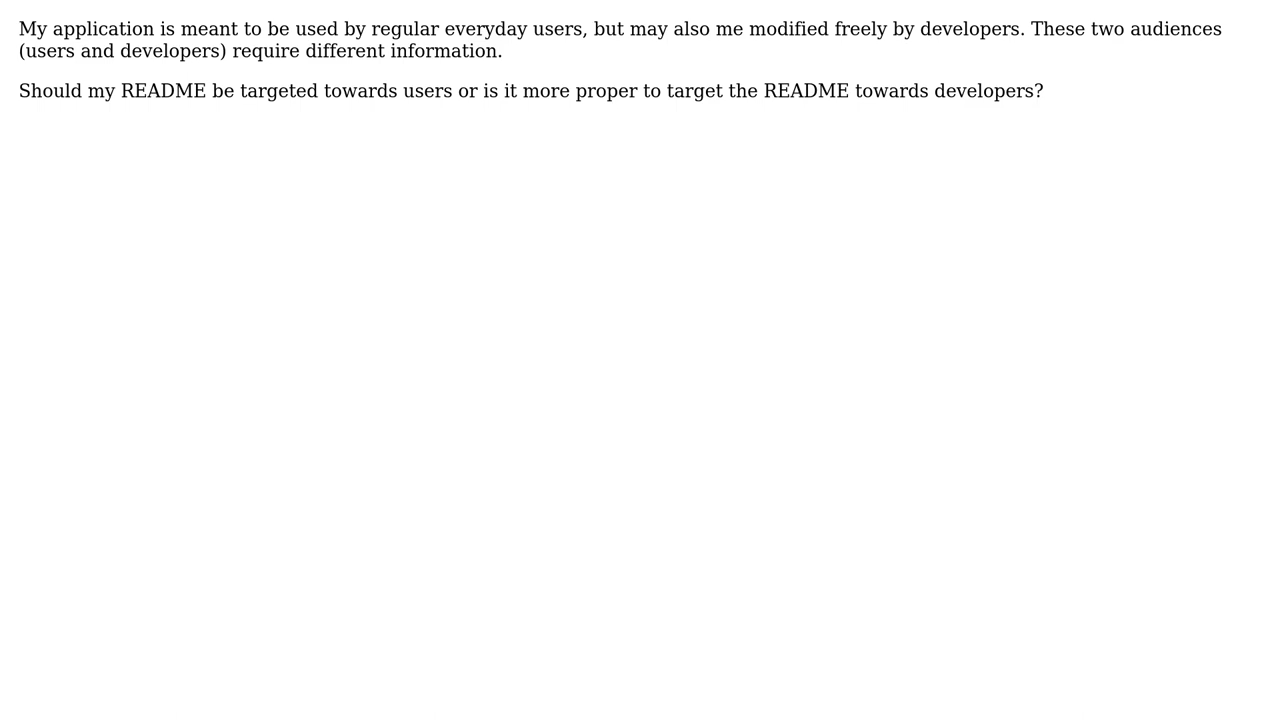 My application is meant to be used by regular everyday users, but may also me modified freely by developers. These two audiences
(users and developers) require different information.
Should my README be targeted towards users or is it more proper to target the README towards developers?